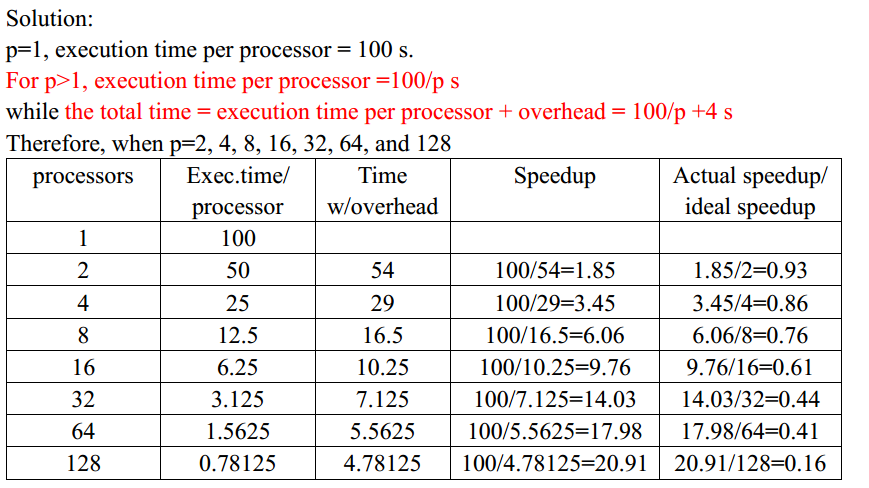 Solution:
p=1, execution time per processor = 100 s.
For p>1, execution time per processor =100/p s
while the total time = execution time per processor + overhead = 100/p +4 s
Therefore, when p=2, 4, 8, 16, 32, 64, and 128
processors Exec.time/ processor Time w/overhead Speedup Actual speedup/ ideal speedup
1 100
2 50 54 100/54=1.85 1.85/2=0.93
4 25 29 100/29=3.45 3.45/4=0.86
8 12.5 16.5 100/16.5=6.06 6.06/8=0.76
16 6.25 10.25 100/10.25=9.76 9.76/16=0.61
32 3.125 7.125 100/7.125=14.03 14.03/32=0.44
64 1.5625 5.5625 100/5.5625=17.98 17.98/64=0.41
128 0.78125 4.78125 100/4.78125=20.91 20.91/128=0.16